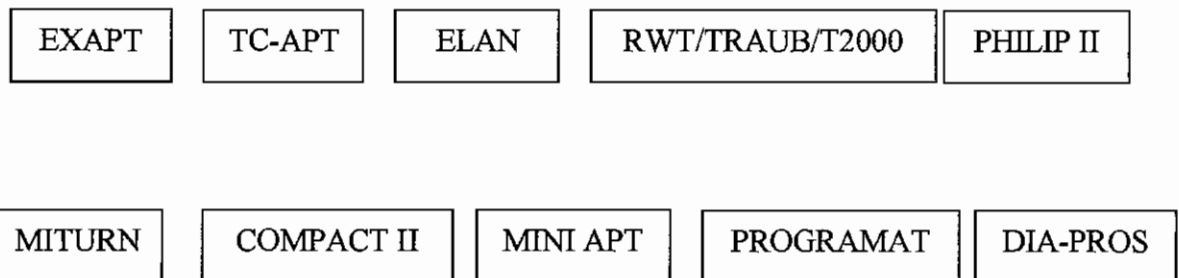 EXAPT TC-APT ELAN RWT/TRAUB/T2000 PHILIP II
MITURN COMPACT II MINI APT PROGRAMAT DIA-PROS